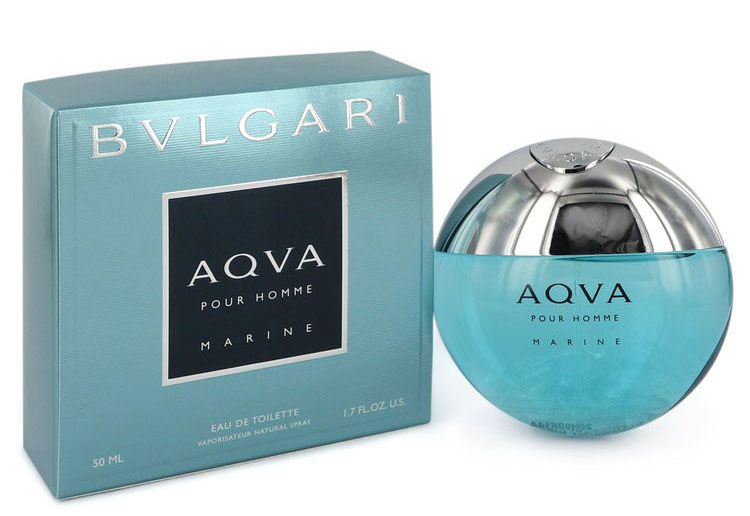 BVLGARI
AQVA
POUR HOMME
MARINE
EAU DE TOILETTE
VAPORISATEUR NATURAL SPRAY
50 ML
1.7 FL.OZ. U.S.
AQVA
POUR HOMME
MARINE